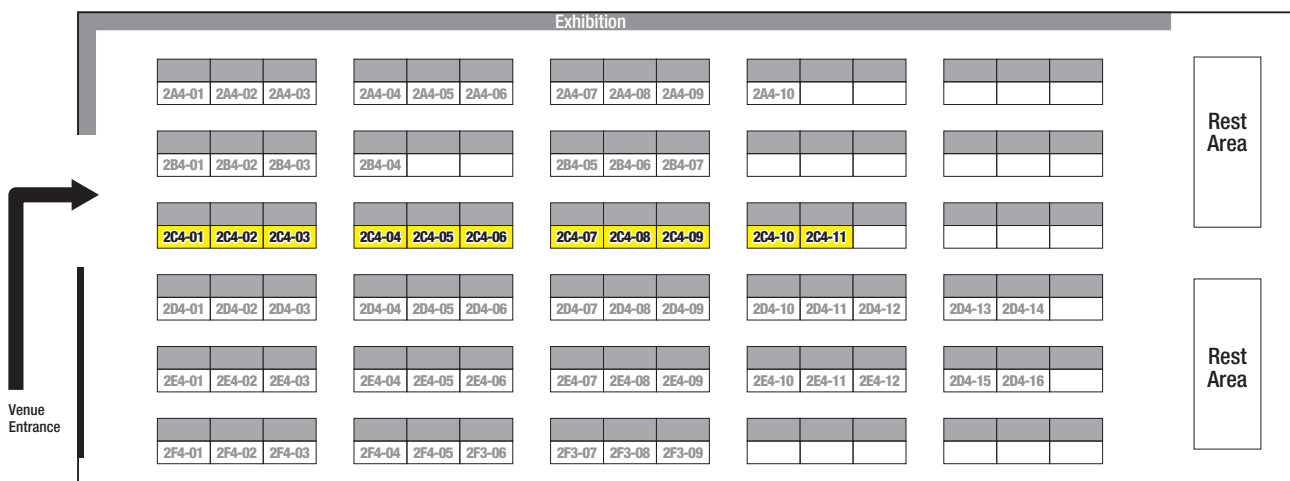 Exhibition
2A4-01 2A4-02 2A4-03 2A4-04 2A4-05 2A4-06 2A4-07 2A4-08 2A4-09 2A4-10
Rest
Area
2B4-01 2B4-02 2B4-03 2B4-04 2B4-05 2B4-06 2B4-07
2C4-01 2C4-02 2C4-03 2C4-04 2C4-05 2C4-06 2C4-07 2C4-08 2C4-09 2C4-10 2C4-11
2D4-01 2D4-02 2D4-03 2D4-04 2D4-05 2D4-06 2D4-07 2D4-08 2D4-09 2D4-10 2D4-11 2D4-12 2D4-13 2D4-14
Rest
Area
2E4-01 2E4-02 2E4-03 2E4-04 2E4-05 2E4-06 2E4-07 2E4-08 2E4-09 2E4-10 2E4-11 2E4-12 2D4-15 2D4-16
Venue
Entrance
2F4-01 2F4-02 2F4-03 2F4-04 2F4-05 2F3-06 2F3-07 2F3-08 2F3-09